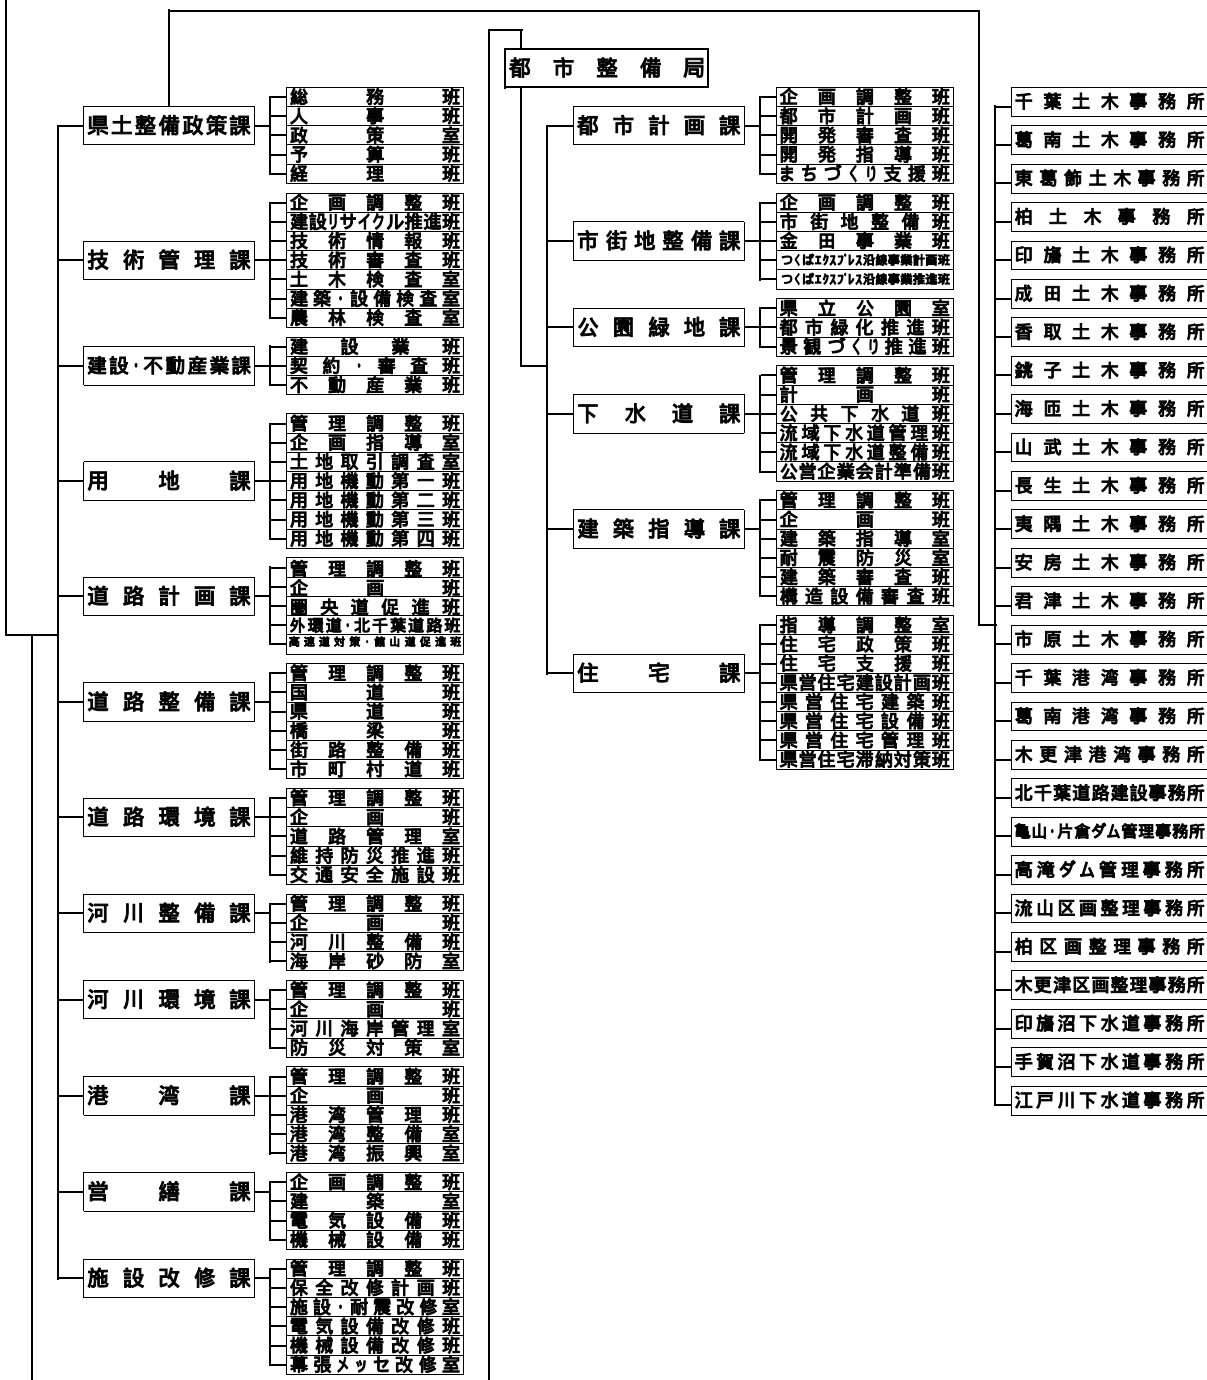 県土整備政策課
総務班
人事班
政策室
予算班
経理班
技術管理課
企画調整班
建設リサイクル推進班
技術情報班
技術審査班
土木検査室
建築・設備検査室
農林検査室
建設・不動産業課
建設業班
契約・審査班
不動産業班
用地課
管理調整班
企画指導室
土地取引調査室
用地機動第一班
用地機動第二班
用地機動第三班
用地機動第四班
道路計画課
管理調整班
企画班
圏央道促進班
外環道・北千葉道路班
高速道対策・館山道促進班
道路整備課
管理調整班
国道班
県道班
橋梁班
街路整備班
市町村道班
道路環境課
管理調整班
企画班
道路管理室
維持防災推進班
交通安全施設班
河川整備課
管理調整班
企画班
河川整備班
海岸砂防室
河川環境課
管理調整班
企画班
河川海岸管理室
防災対策室
港湾課
管理調整班
企画班
港湾管理班
港湾整備室
港湾振興室
営繕課
企画調整班
建築室
電気設備班
機械設備班
施設改修課
管理調整班
保全改修計画班
施設・耐震改修室
電気設備改修班
機械設備改修班
幕張メッセ改修室
都市整備局
都市計画課
企画調整班
都市計画班
開発審査班
開発指導班
まちづくり支援班
市街地整備課
企画調整班
市街地整備班
金田事業班
つくばエクスプレス沿線事業計画班
つくばエクスプレス沿線事業推進班
公園緑地課
県立公園室
都市緑化推進班
景観づくり推進班
下水道課
管理調整班
計画班
公共下水道班
流域下水道管理班
流域下水道整備班
公営企業会計準備班
建築指導課
管理調整班
企画班
建築指導室
耐震防災室
建築審査班
構造設備審査班
住宅課
指導調整室
住宅政策班
住宅支援班
県営住宅建設計画班
県営住宅建築班
県営住宅設備班
県営住宅管理班
県営住宅滞納対策班
千葉土木事務所
葛南土木事務所
東葛飾土木事務所
柏土木事務所
印旛土木事務所
成田土木事務所
香取土木事務所
銚子土木事務所
海匝土木事務所
山武土木事務所
長生土木事務所
夷隅土木事務所
安房土木事務所
君津土木事務所
市原土木事務所
千葉港湾事務所
葛南港湾事務所
木更津港湾事務所
北千葉道路建設事務所
亀山・片倉ダム管理事務所
高滝ダム管理事務所
流山区画整理事務所
柏区画整理事務所
木更津区画整理事務所
印旛沼下水道事務所
手賀沼下水道事務所
江戸川下水道事務所